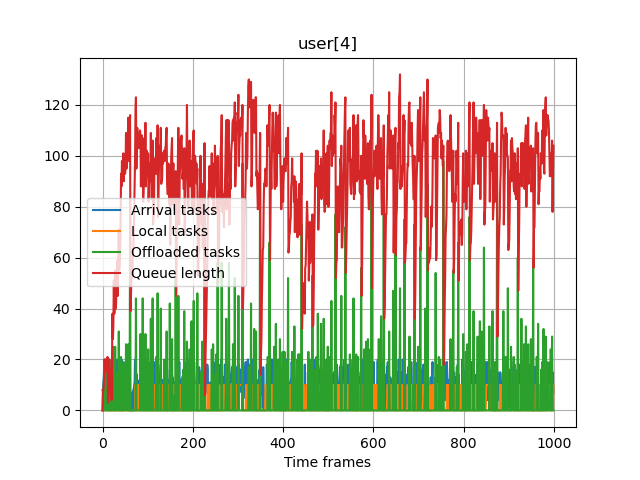 user[4]
120
100
80
60
40
20
0
Arrival tasks
Local tasks
Offloaded tasks
Queue length
0 200 400 600 800 1000
Time frames